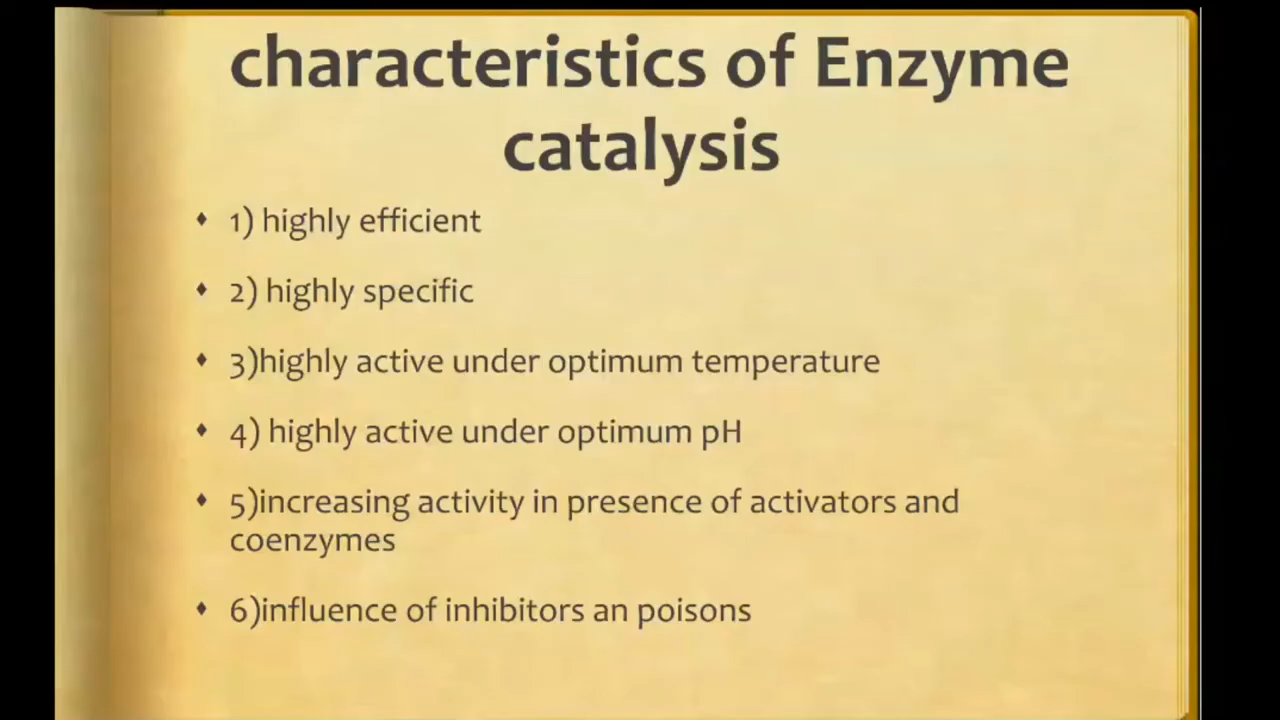 characteristics of Enzyme
catalysis
⬧ 1) highly efficient
⬧ 2) highly specific
⬧ 3)highly active under optimum temperature
⬧ 4) highly active under optimum pH
⬧ 5)increasing activity in presence of activators and
coenzymes
⬧ 6)influence of inhibitors an poisons